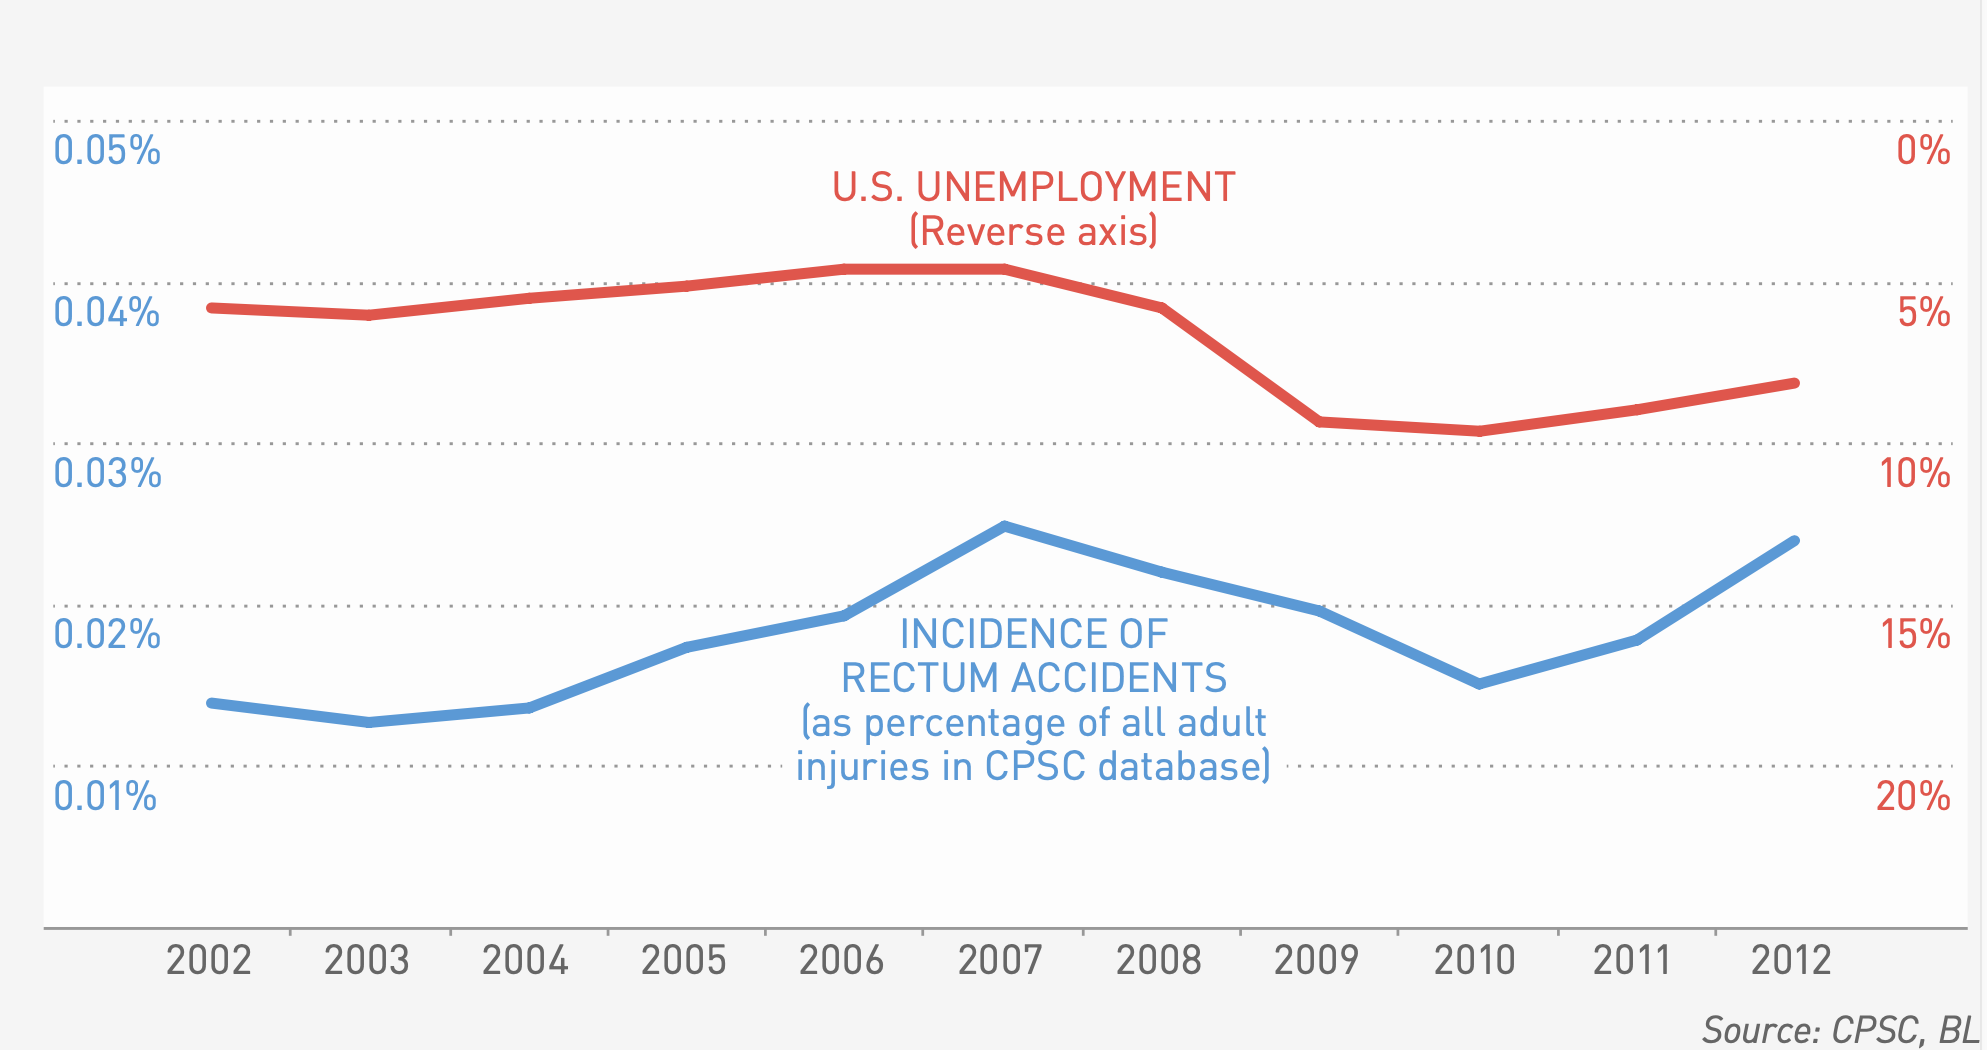 0.05%
0%
U.S. UNEMPLOYMENT
(Reverse axis)
0.04%
5%
0.03%
10%
0.02%
15%
INCIDENCE OF
RECTUM ACCIDENTS
(as percentage of all adult
injuries in CPSC database)
0.01%
20%
2002 2003 2004 2005 2006 2007 2008 2009 2010 2011 2012
Source: CPSC, BL